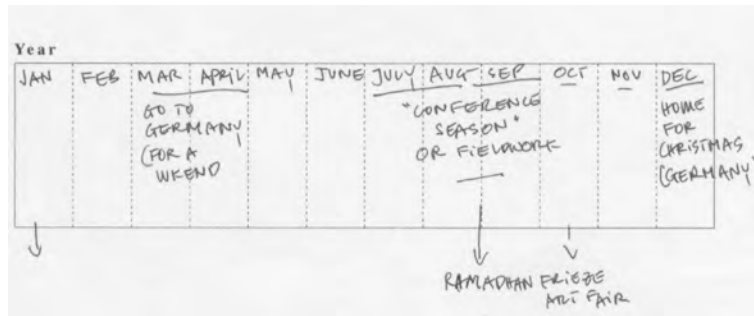 Year
JAN FEB MAR APRIL MAY JUNE JULY AUG SEP OCT NOV DEC
GO TO
GERMANY
(FOR A
WKEND
"CONFERENCE
SEASON"
OR FIELDWORK
HOME
FOR
CHRISTMAS
(GERMANY)
RAMADHAN FRIEZE
ART FAIR